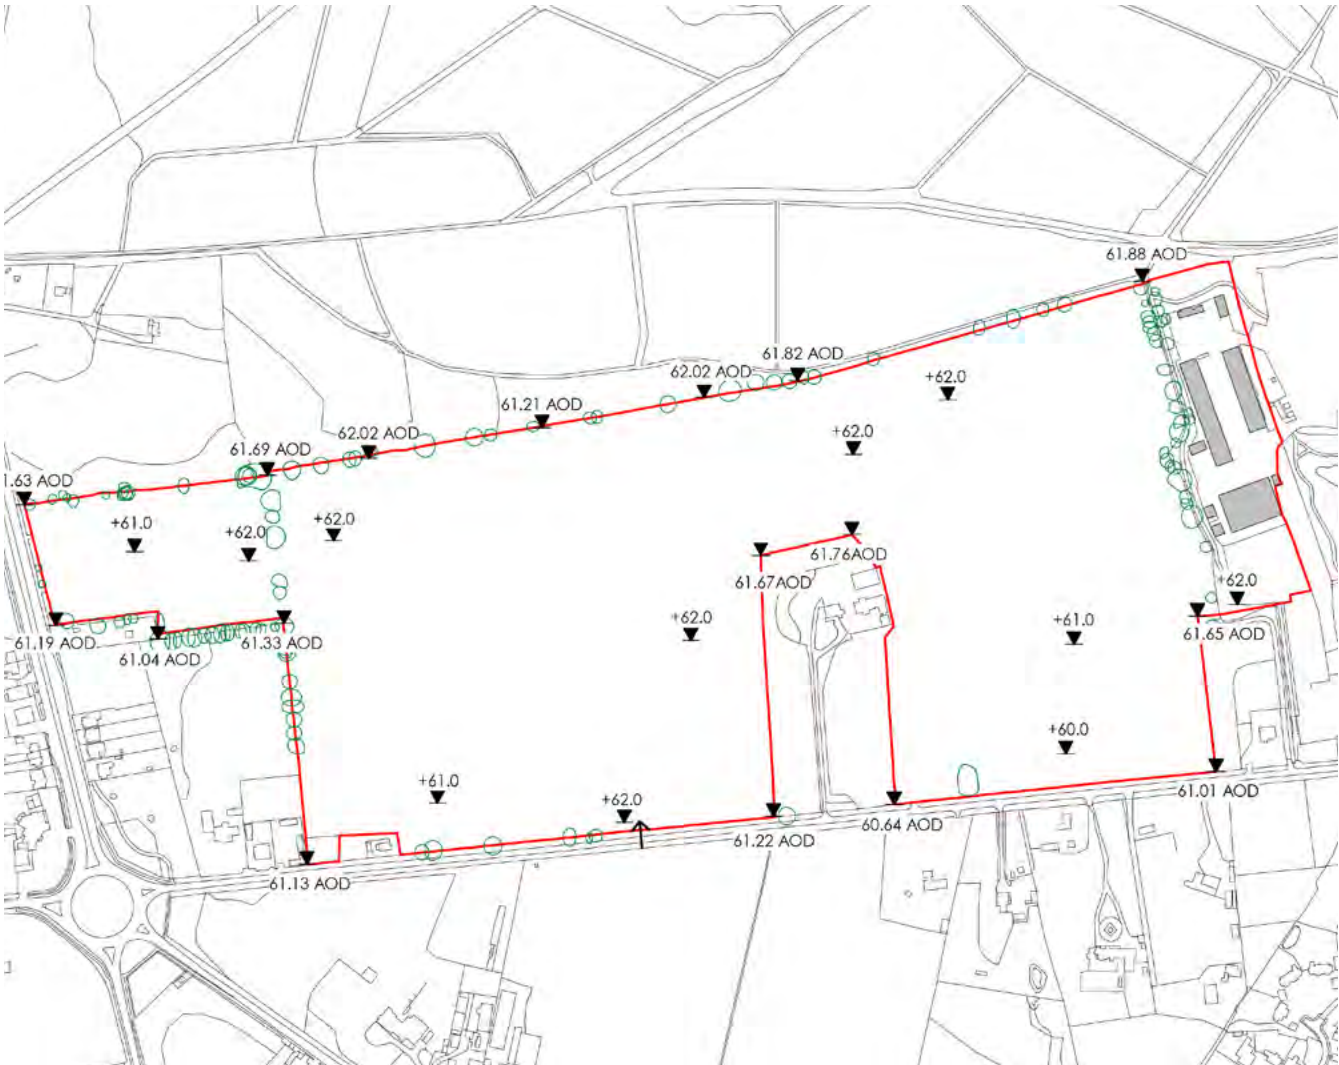 61.88 AOD
61.82 AOD
62.02 AOD
+62.0
61.21 AOD
62.02 AOD
+62.0
61.69 AOD
1.63 AOD
+61.0
+62.0
+62.0
61.76AOD
61.67AOD
+62.0
61.65 AOD
+62.0
+61.0
61.19 AOD
61.04 AOD
61.33 AOD
+60.0
+61.0
+62.0
61.01 AOD
60.64 AOD
61.22 AOD
61.13 AOD